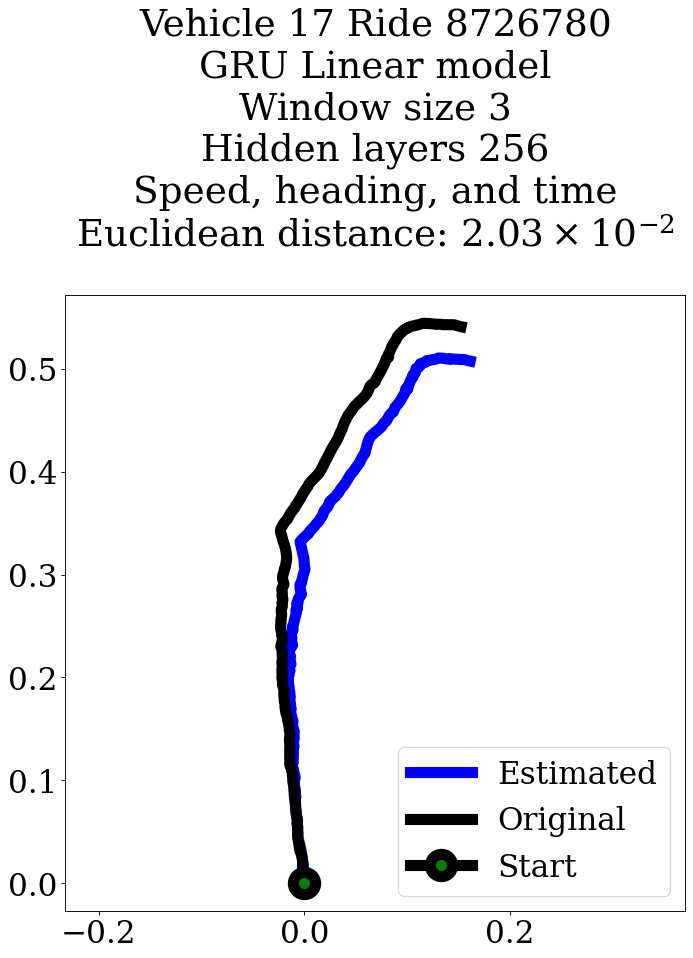 Vehicle 17 Ride 8726780
GRU Linear model
Window size 3
Hidden layers 256
Speed, heading, and time
Euclidean distance: 2.03 × 10⁻²
0.5
0.4
0.3
0.2
0.1
0.0
Estimated
Original
Start
−0.2 0.0 0.2